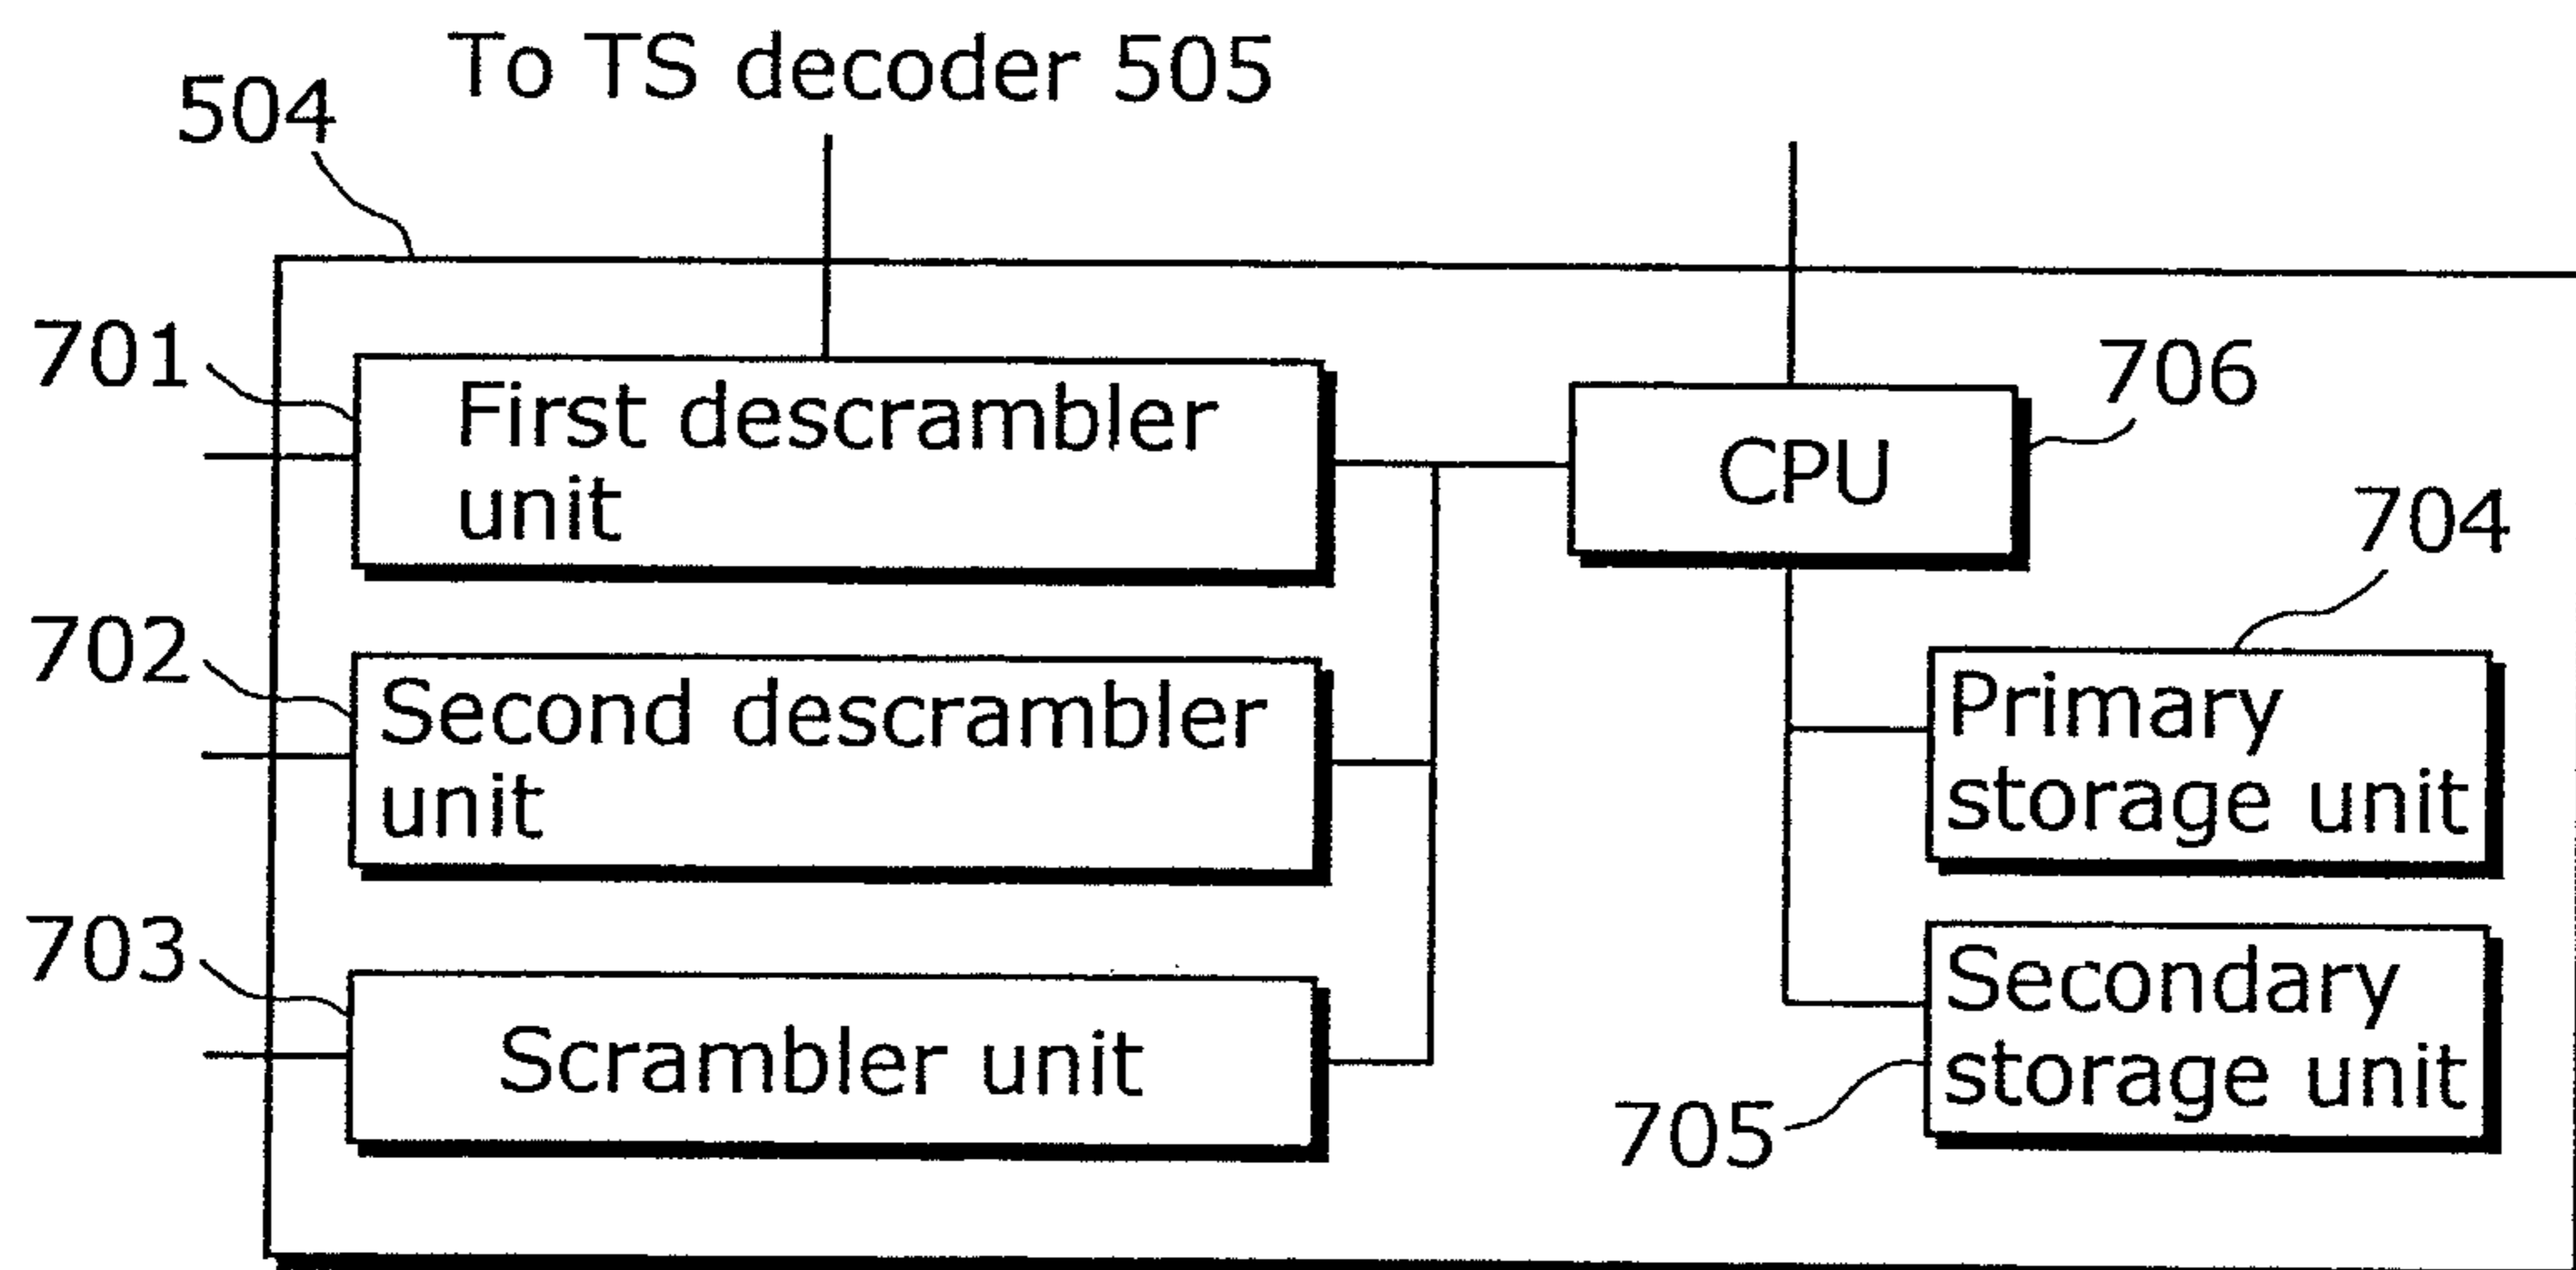 To TS decoder 505
504
701
First descrambler
unit
CPU
706
704
702
Second descrambler
unit
Primary
storage unit
703
Scrambler unit
Secondary
storage unit
705